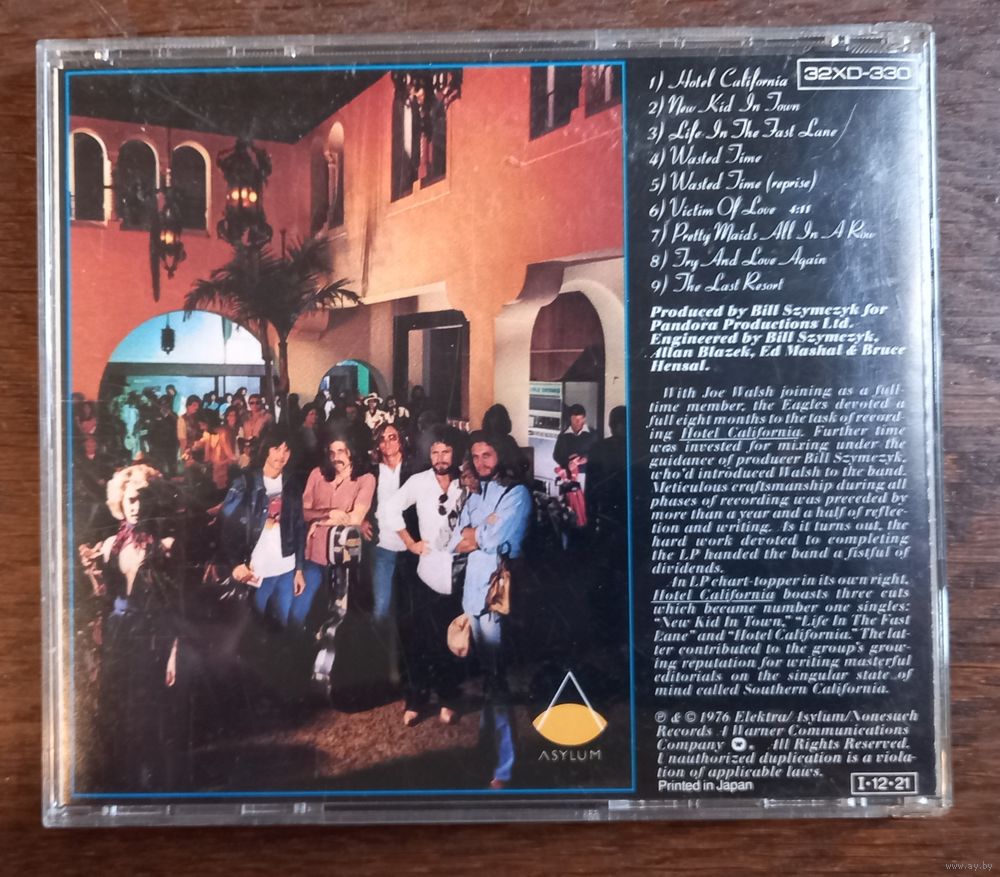 32XD-330
1) Hotel California
2) New Kid In Town
3) Life In The Fast Lane
4) Wasted Time
5) Wasted Time (reprise)
6) Victim Of Love 4:11
7) Pretty Maids All In A Row
8) Try And Love Again
9) The Last Resort
Produced by Bill Szymczyk for
Pandora Productions Ltd.
Engineered by Bill Szymczyk,
Allan Blazek, Ed Mashal & Bruce
Hensal.
With Joe Walsh joining as a full-
time member, the Eagles devoted a
full eight months to the task of record-
ing Hotel California. Further time
was invested for mixing under the
guidance of producer Bill Szymczyk,
who'd introduced Walsh to the band.
Meticulous craftsmanship during all
phases of recording was preceded by
more than a year and a half of reflec-
tion and writing. As it turns out, the
hard work devoted to completing
the LP handed the band a fistful of
dividends.
An LP chart-topper in its own right,
Hotel California boasts three cuts
which became number one singles:
"New Kid In Town," "Life In The Fast
Lane" and "Hotel California." The lat-
ter contributed to the group's grow-
ing reputation for writing masterful
editorials on the singular state of
mind called Southern California.
℗ & © 1976 Elektra/Asylum/Nonesuch
Records A Warner Communications
Company . All Rights Reserved.
Unauthorized duplication is a viola-
tion of applicable laws.
Printed in Japan
I·12·21
ASYLUM
www.ay.by